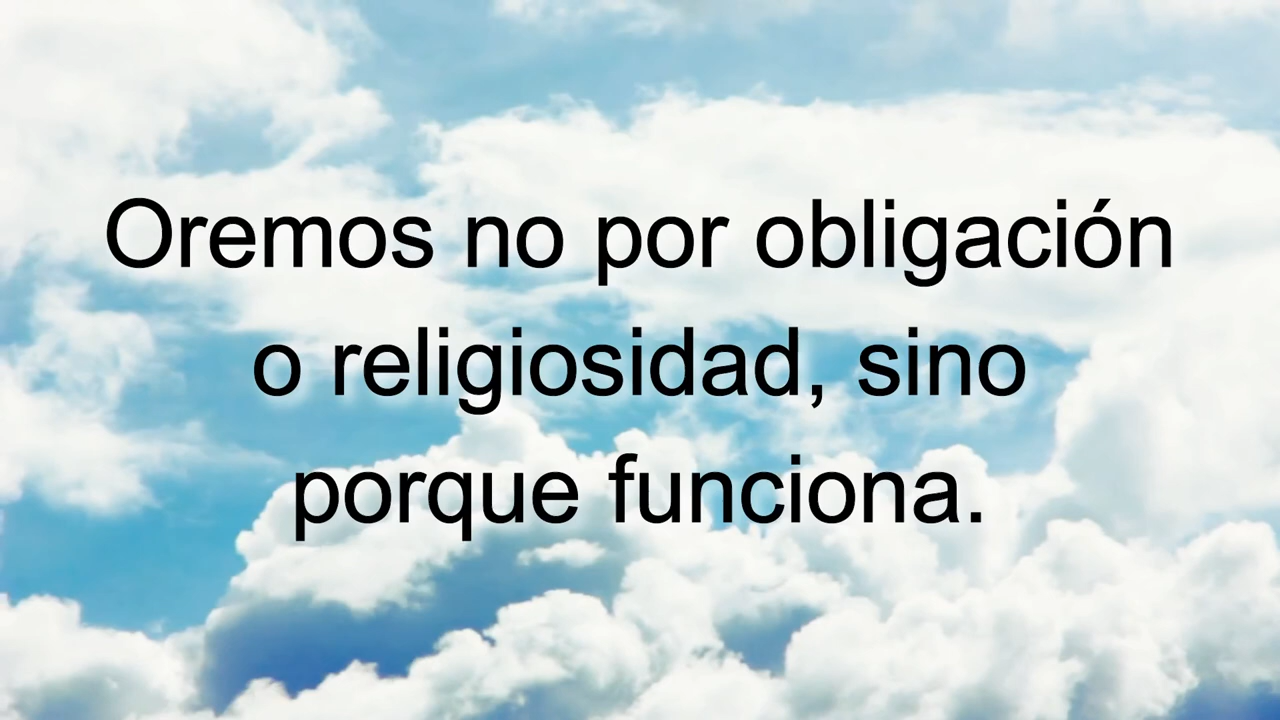 Oremos no por obligación
o religiosidad, sino
porque funciona.